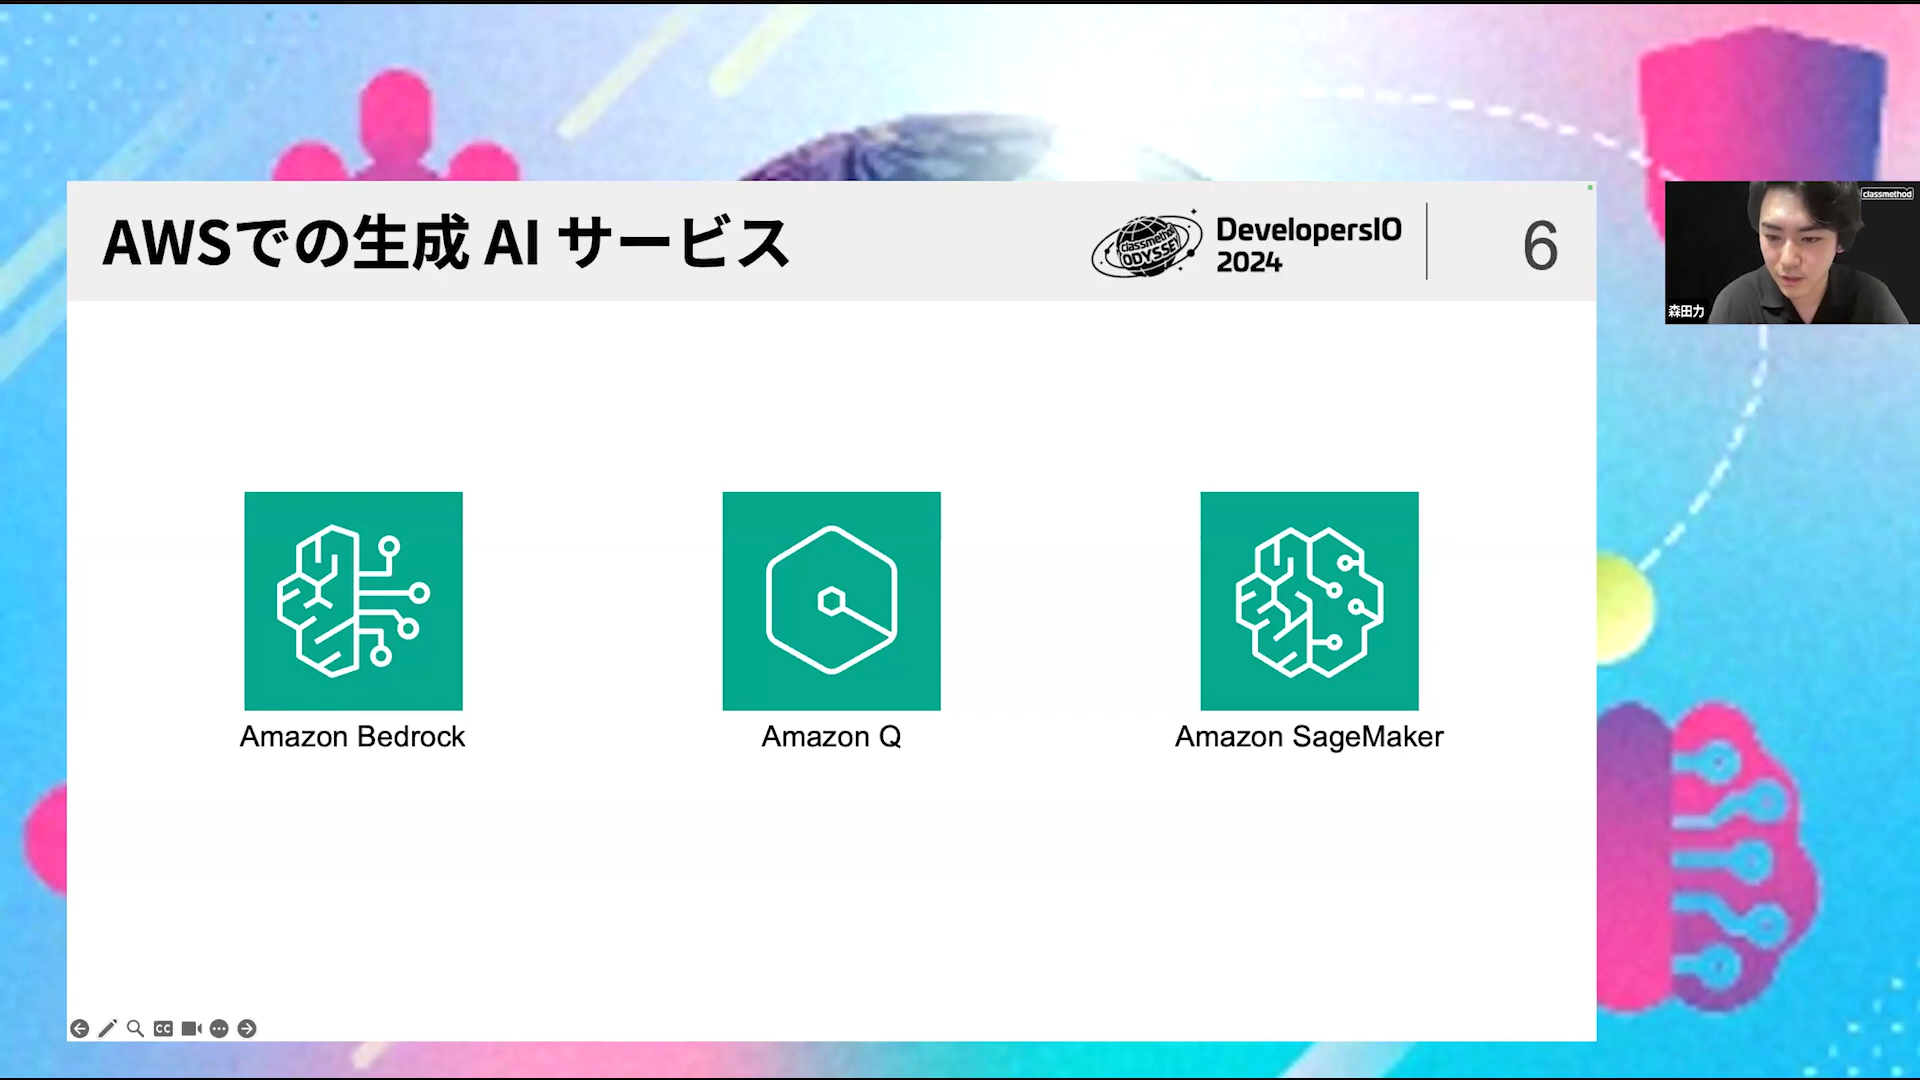 AWSでの生成 AI サービス
classmethod
ODYSSEY
DevelopersIO
2024
6
classmethod
森田力
Amazon Bedrock
Amazon Q
Amazon SageMaker
CC